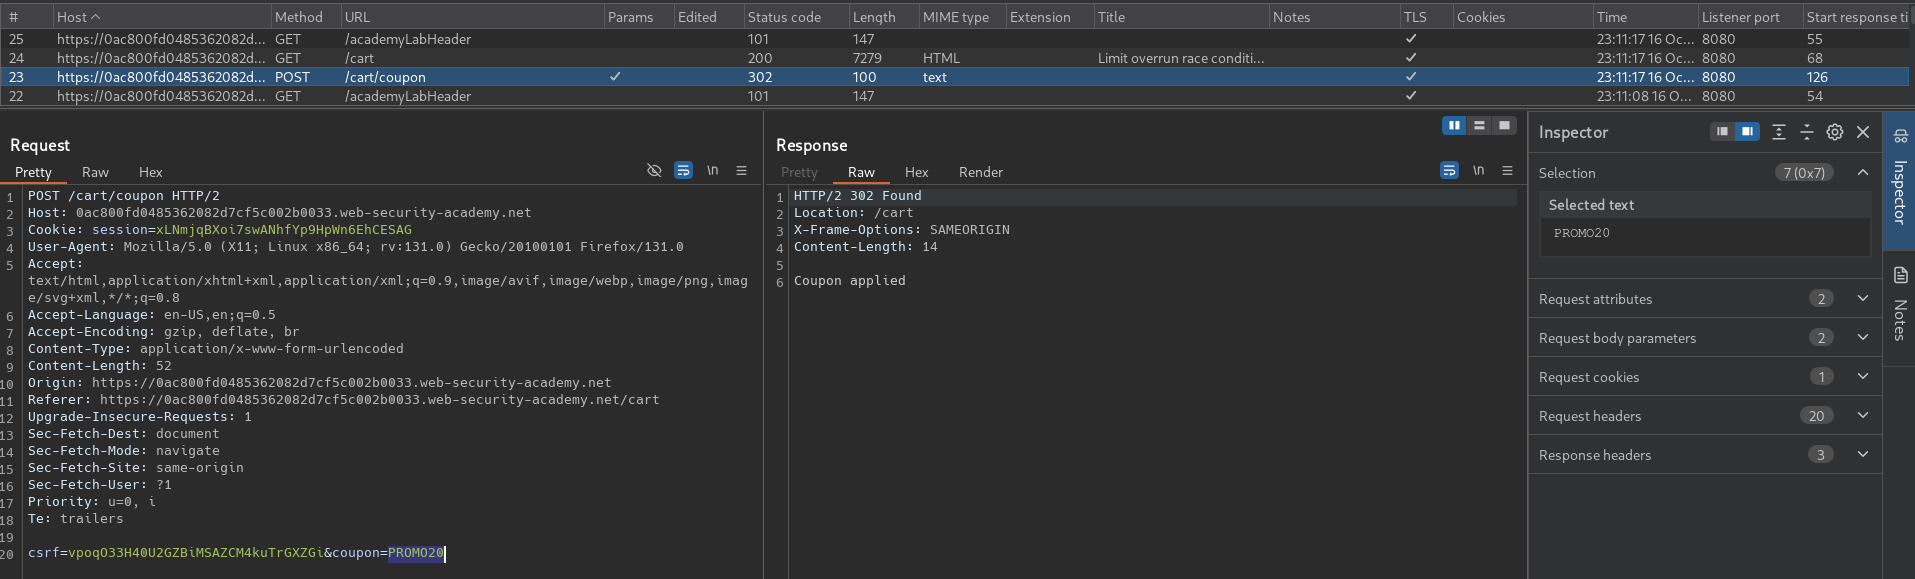 # Host Method URL Params Edited Status code Length MIME type Extension Title Notes TLS Cookies Time Listener port Start response ti
25 https://0ac800fd0485362082d... GET /academyLabHeader 101 147 ✓ 23:11:17 16 Oc... 8080 55
24 https://0ac800fd0485362082d... GET /cart 200 7279 HTML Limit overrun race conditi... ✓ 23:11:17 16 Oc... 8080 68
23 https://0ac800fd0485362082d... POST /cart/coupon ✓ 302 100 text ✓ 23:11:17 16 Oc... 8080 126
22 https://0ac800fd0485362082d... GET /academyLabHeader 101 147 ✓ 23:11:08 16 O... 8080 54
Request
Pretty Raw Hex \n
1 POST /cart/coupon HTTP/2
2 Host: 0ac800fd0485362082d7cf5c002b0033.web-security-academy.net
3 Cookie: session=xLNmjqBXoi7swANhfYp9HpWn6EhCESAG
4 User-Agent: Mozilla/5.0 (X11; Linux x86_64; rv:131.0) Gecko/20100101 Firefox/131.0
5 Accept:
text/html,application/xhtml+xml,application/xml;q=0.9,image/avif,image/webp,image/png,imag
e/svg+xml,*/*;q=0.8
6 Accept-Language: en-US,en;q=0.5
7 Accept-Encoding: gzip, deflate, br
8 Content-Type: application/x-www-form-urlencoded
9 Content-Length: 52
10 Origin: https://0ac800fd0485362082d7cf5c002b0033.web-security-academy.net
11 Referer: https://0ac800fd0485362082d7cf5c002b0033.web-security-academy.net/cart
12 Upgrade-Insecure-Requests: 1
13 Sec-Fetch-Dest: document
14 Sec-Fetch-Mode: navigate
15 Sec-Fetch-Site: same-origin
16 Sec-Fetch-User: ?1
17 Priority: u=0, i
18 Te: trailers
19
20 csrf=vpoqO33H40U2GZBiMSAZCM4kuTrGXZGi&coupon=PROMO20
Response
Pretty Raw Hex Render \n
1 HTTP/2 302 Found
2 Location: /cart
3 X-Frame-Options: SAMEORIGIN
4 Content-Length: 14
5
6 Coupon applied
Inspector
Selection 7 (0x7)
Selected text
PROMO20
Request attributes 2
Request body parameters 2
Request cookies 1
Request headers 20
Response headers 3
Inspector
Notes